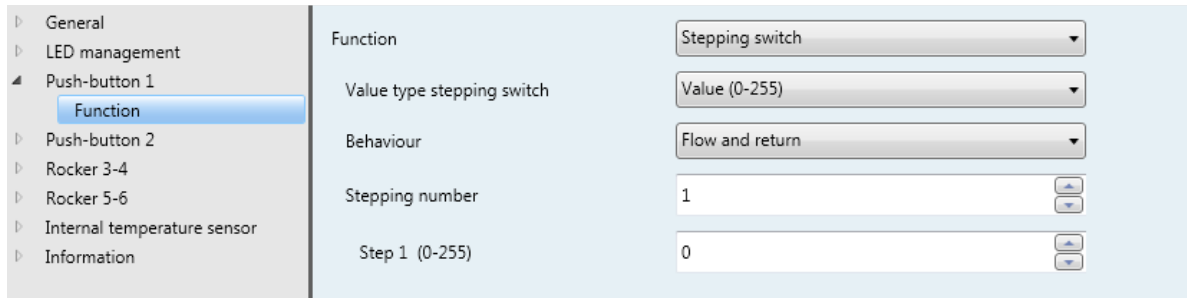 General
LED management
Push-button 1
Function
Push-button 2
Rocker 3-4
Rocker 5-6
Internal temperature sensor
Information
Function Stepping switch
Value type stepping switch Value (0-255)
Behaviour Flow and return
Stepping number 1
Step 1 (0-255) 0